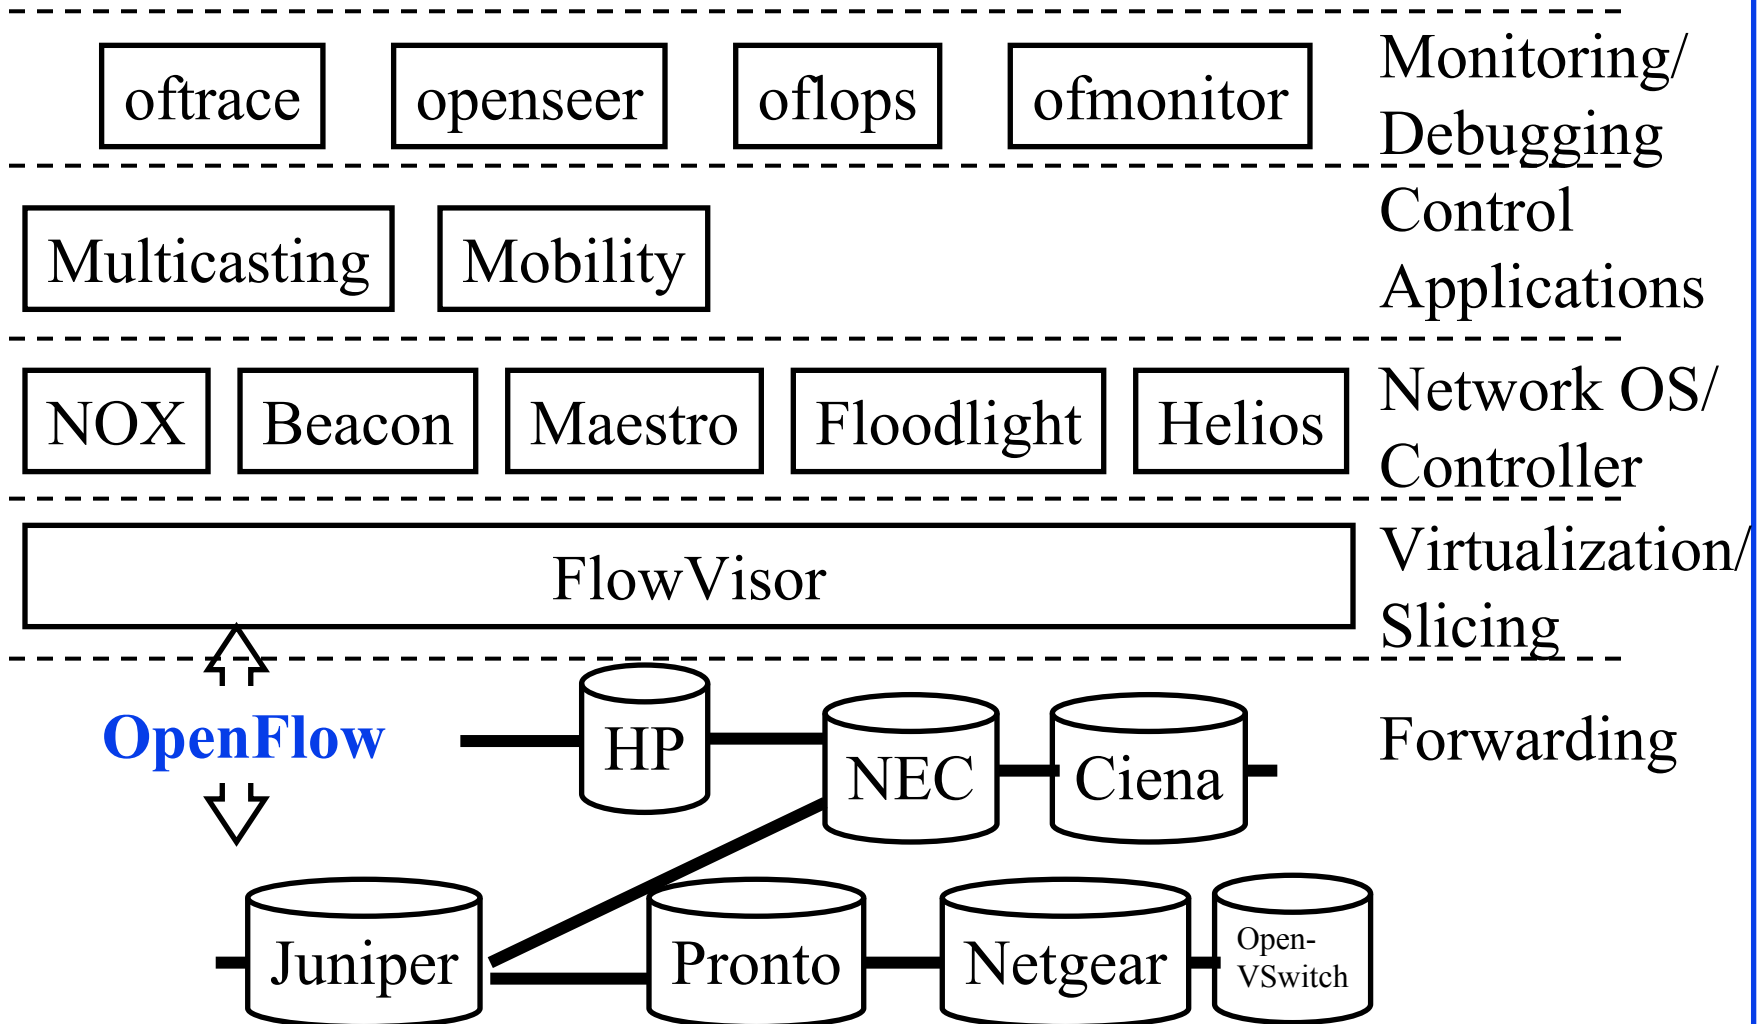 oftrace openseer oflops ofmonitor Monitoring/
Debugging
Multicasting Mobility Control
Applications
NOX Beacon Maestro Floodlight Helios Network OS/
Controller
FlowVisor Virtualization/
Slicing
OpenFlow HP NEC Ciena Forwarding
Juniper Pronto Netgear Open-
VSwitch